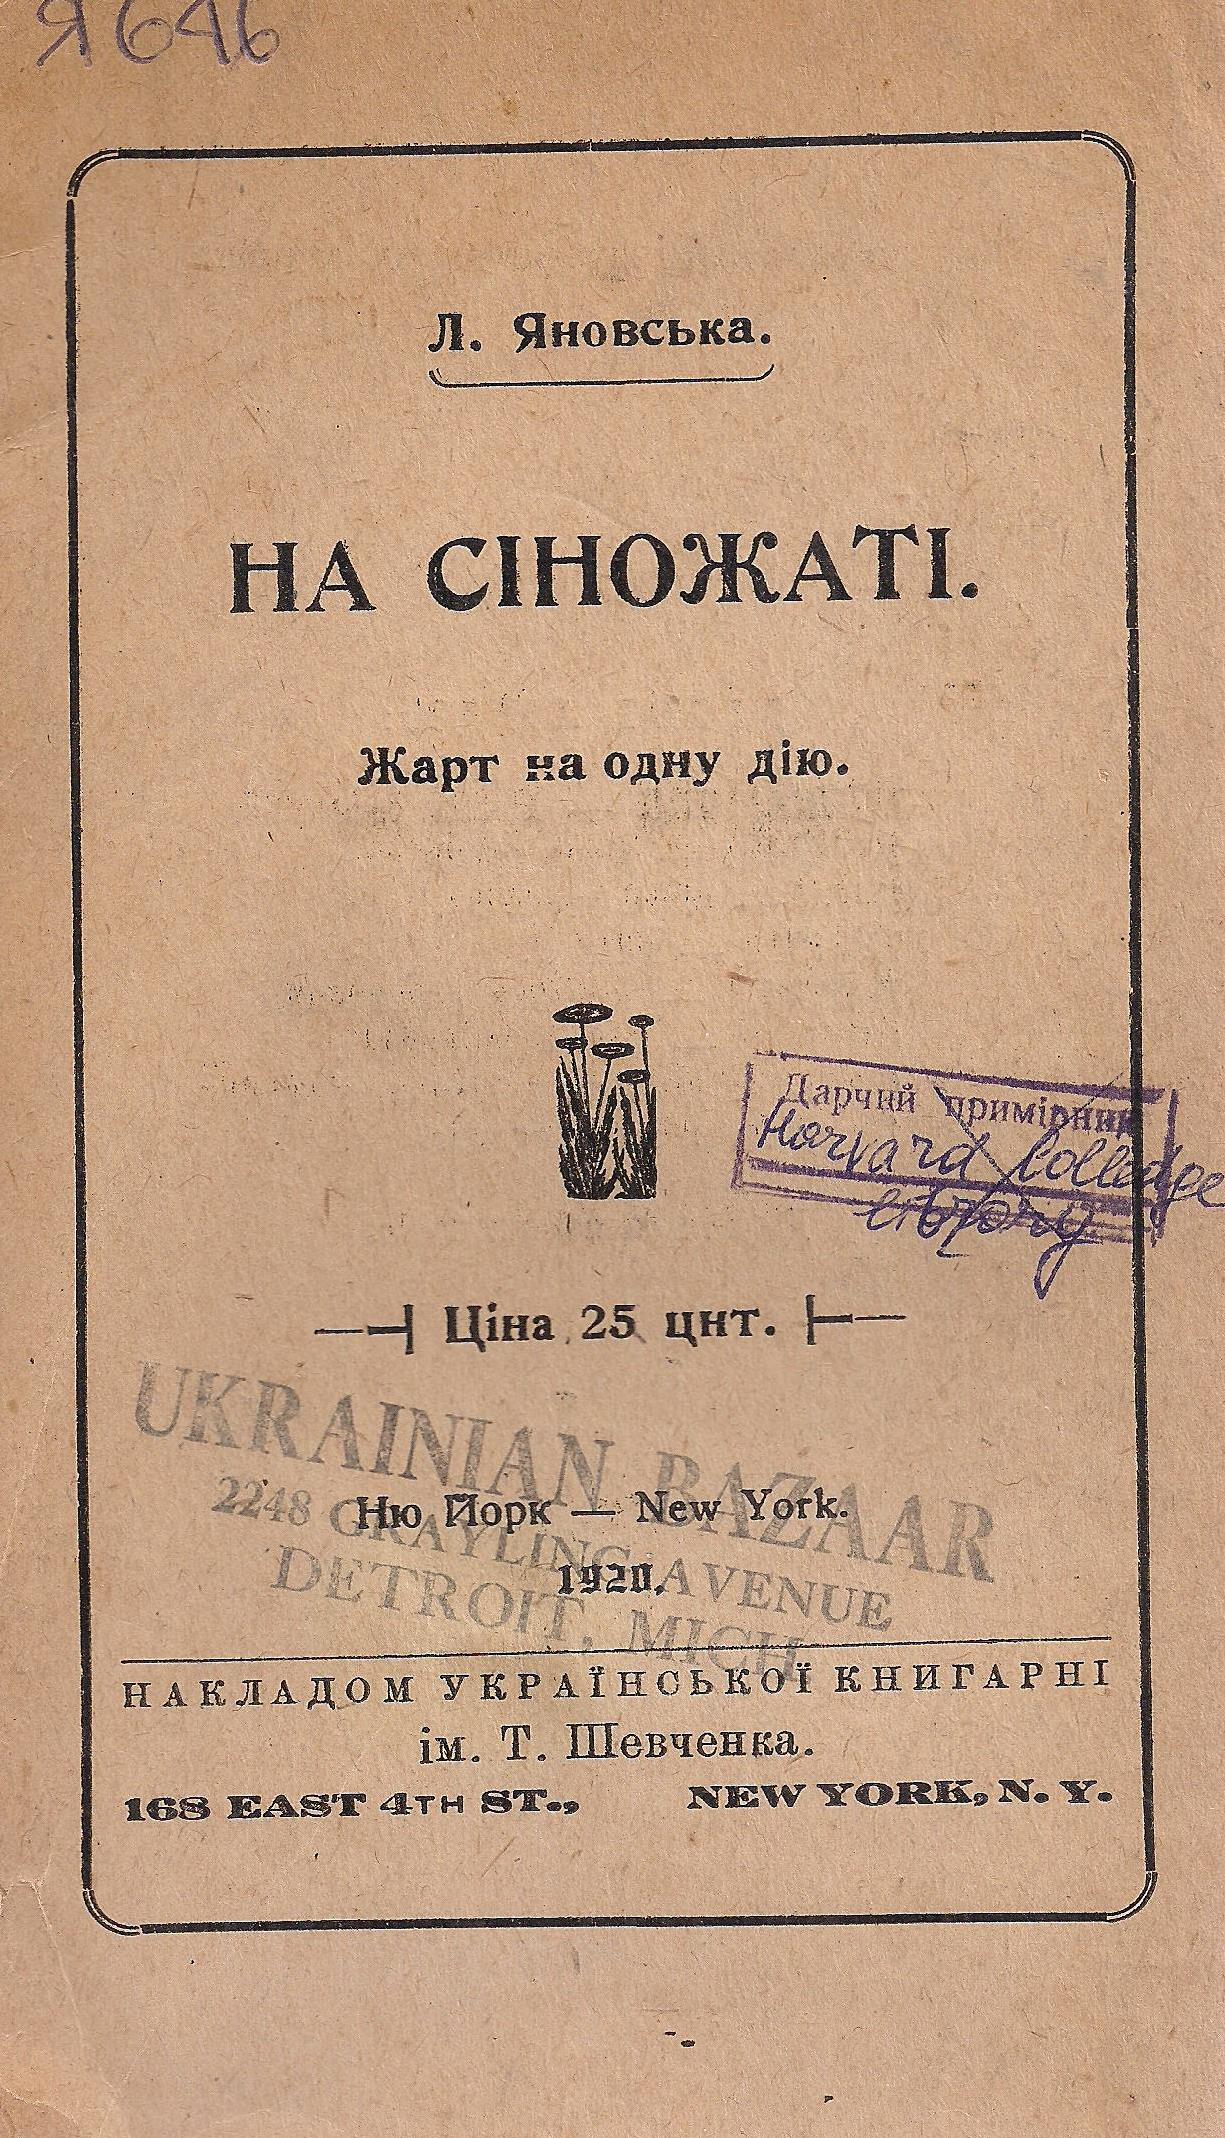 Я646
Л. Яновська.
НА СІНОЖАТІ.
Жарт на одну дію.
Дарчий примірник
Harvard Colledge
library
Ціна 25 цнт.
UKRAINIAN BAZAAR
2248 GRAYLING AVENUE
DETROIT, MICH
Ню Йорк — New York.
1920.
НАКЛАДОМ УКРАЇНСЬКОЇ КНИГАРНІ
ім. Т. Шевченка.
168 EAST 4TH ST., NEW YORK, N. Y.